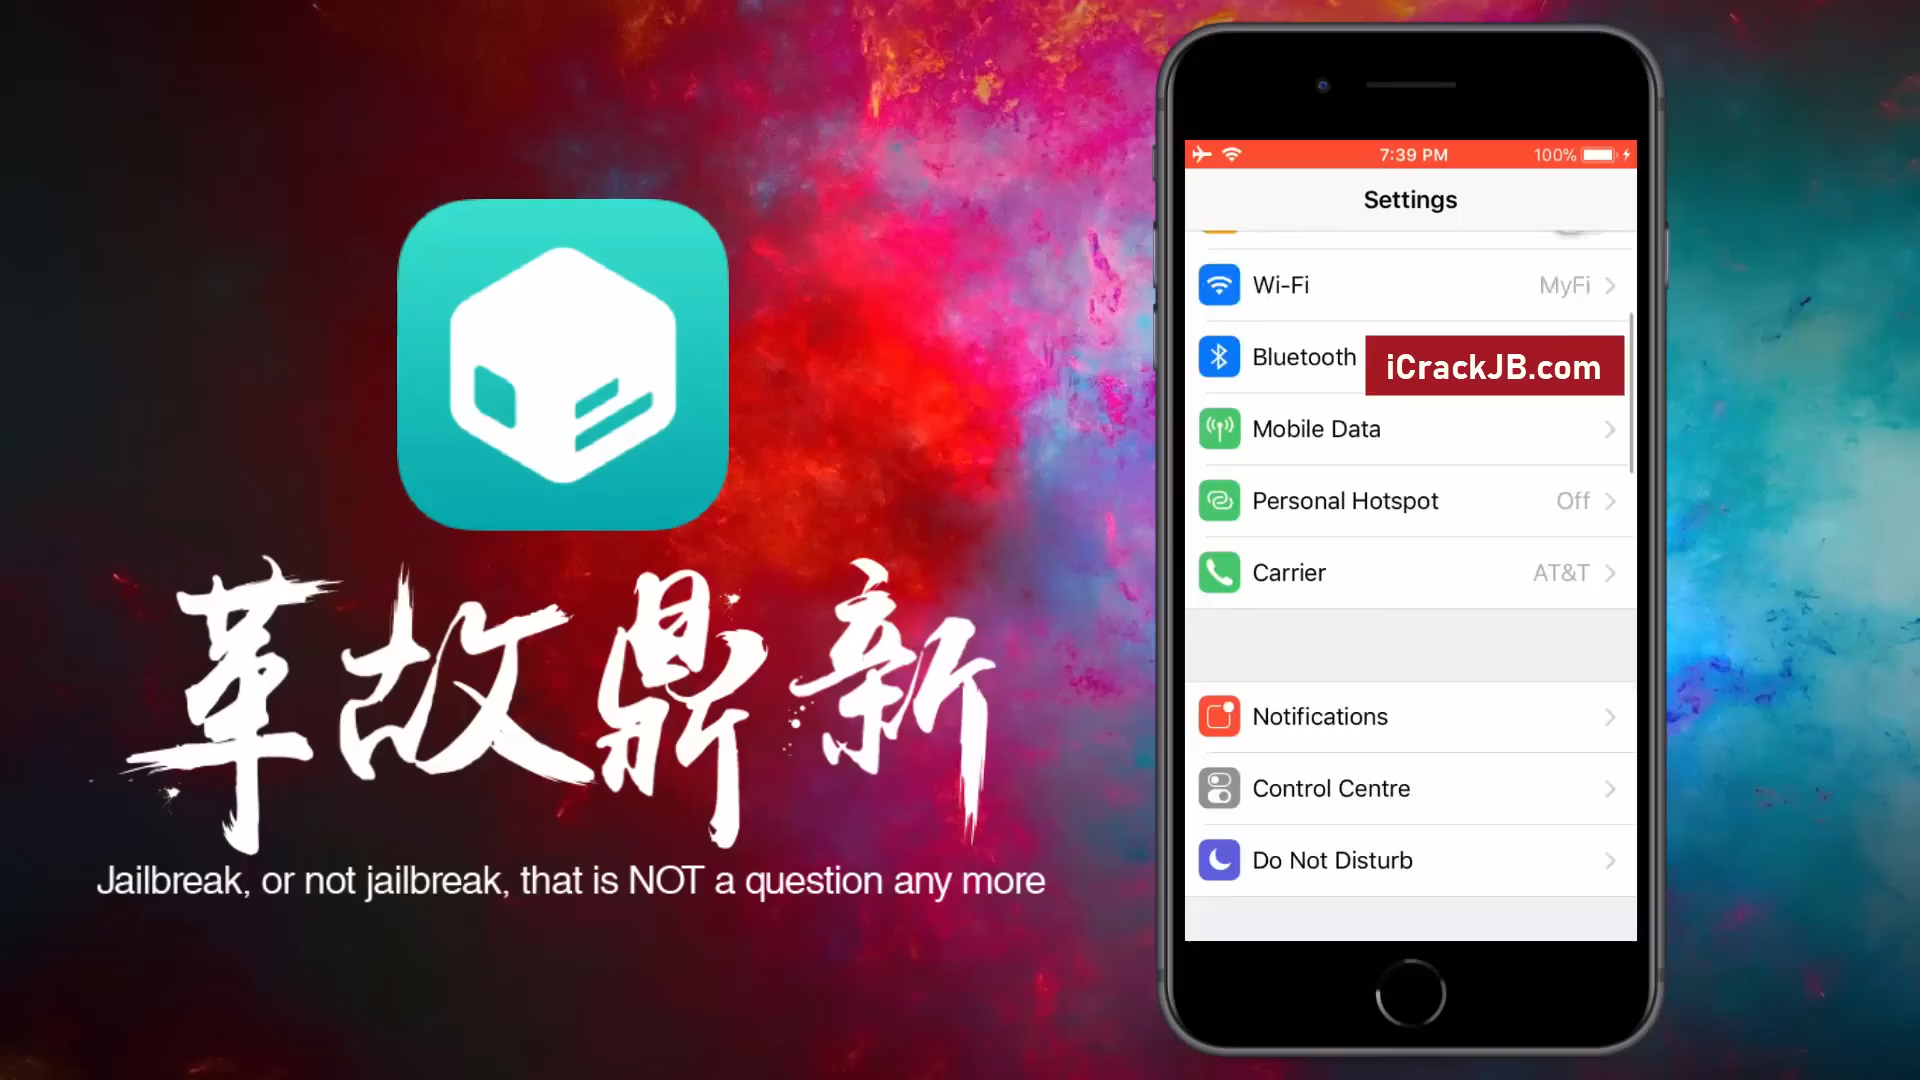 革故鼎新
Jailbreak, or not jailbreak, that is NOT a question any more
7:39 PM
100%
Settings
Wi-Fi
MyFi
Bluetooth
iCrackJB.com
Mobile Data
Personal Hotspot
Off
Carrier
AT&T
Notifications
Control Centre
Do Not Disturb